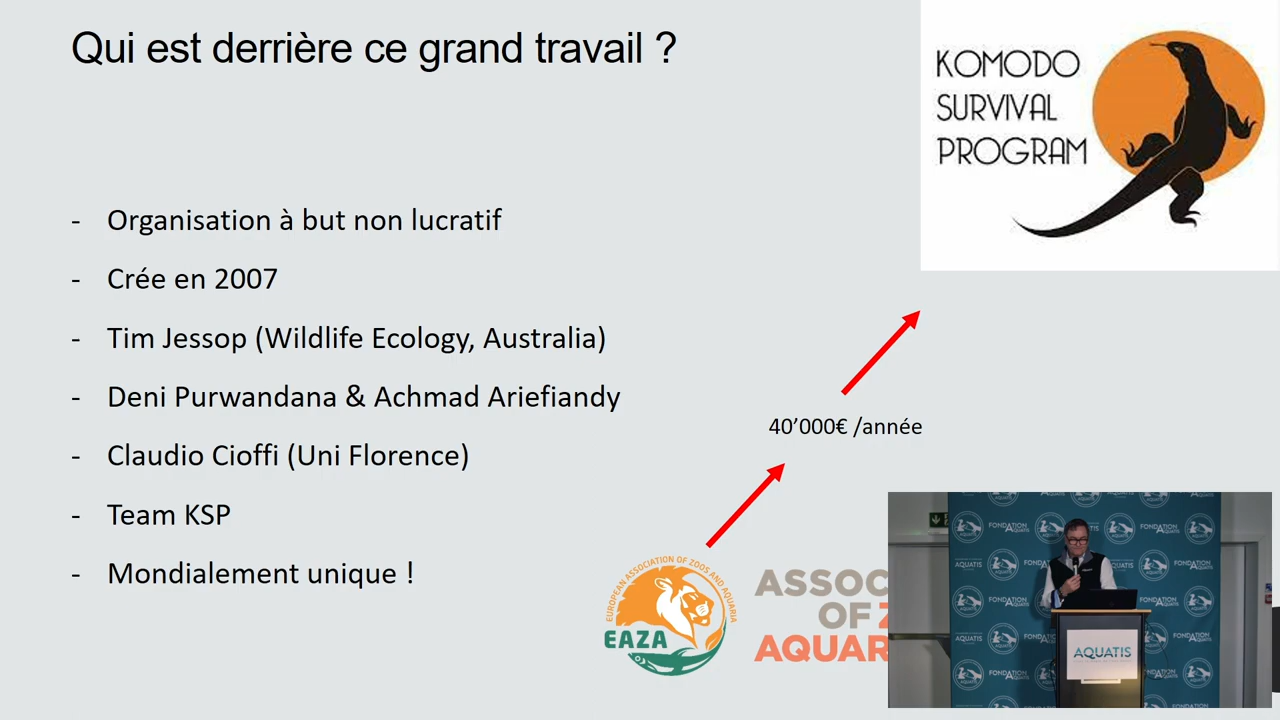 Qui est derrière ce grand travail ?
KOMODO
SURVIVAL
PROGRAM
- Organisation à but non lucratif
- Crée en 2007
- Tim Jessop (Wildlife Ecology, Australia)
- Deni Purwandana & Achmad Ariefiandy
- Claudio Cioffi (Uni Florence)
- Team KSP
- Mondialement unique !
40’000€ /année
EUROPEAN ASSOCIATION OF ZOOS AND AQUARIA
EAZA
ASSOC
OF Z
AQUAR
FONDATION
AQUATIS
AQUATIS